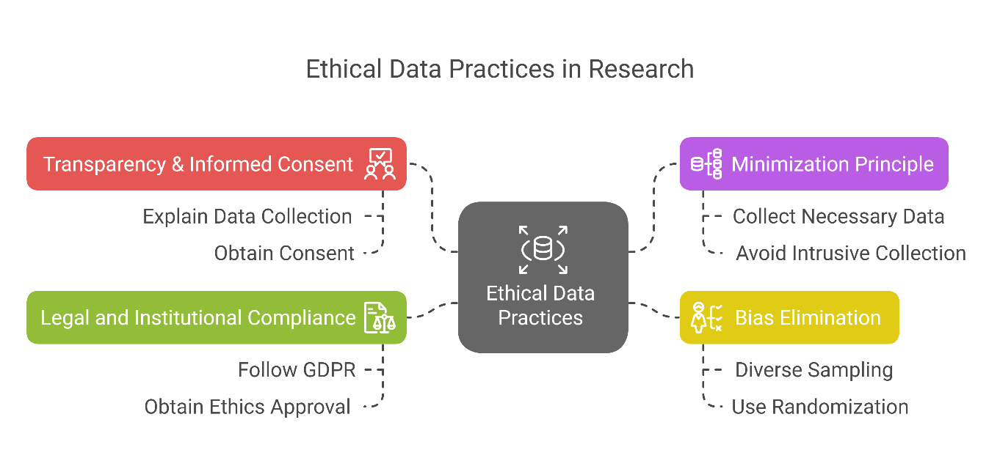 Ethical Data Practices in Research
Transparency & Informed Consent
Explain Data Collection
Obtain Consent
Legal and Institutional Compliance
Follow GDPR
Obtain Ethics Approval
Ethical Data
Practices
Minimization Principle
Collect Necessary Data
Avoid Intrusive Collection
Bias Elimination
Diverse Sampling
Use Randomization